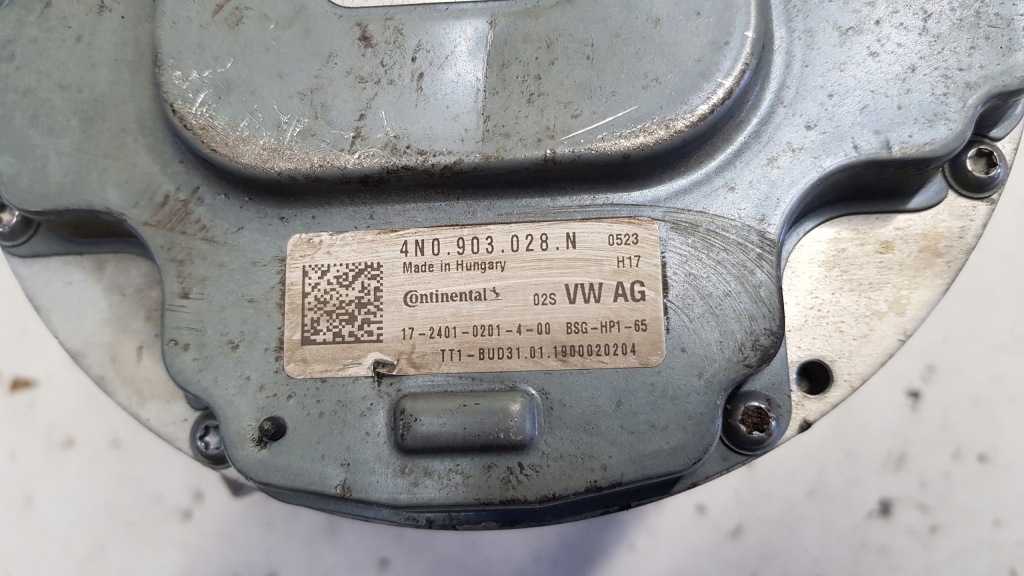 4N0.903.028.N 0523
Made in Hungary H17
Continental 02S VW AG
17-2401-0201-4-00 BSG-HP1-65
TT1-BUD31.01.1900020204